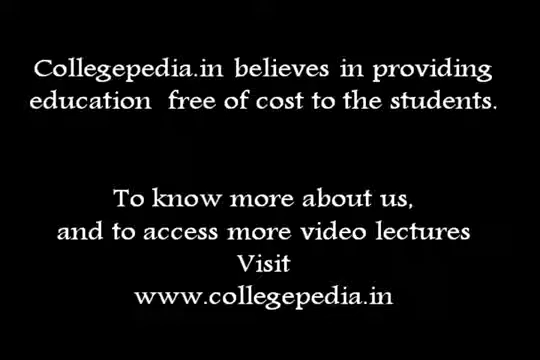 Collegepedia.in believes in providing
education free of cost to the students.
To know more about us,
and to access more video lectures
Visit
www.collegepedia.in